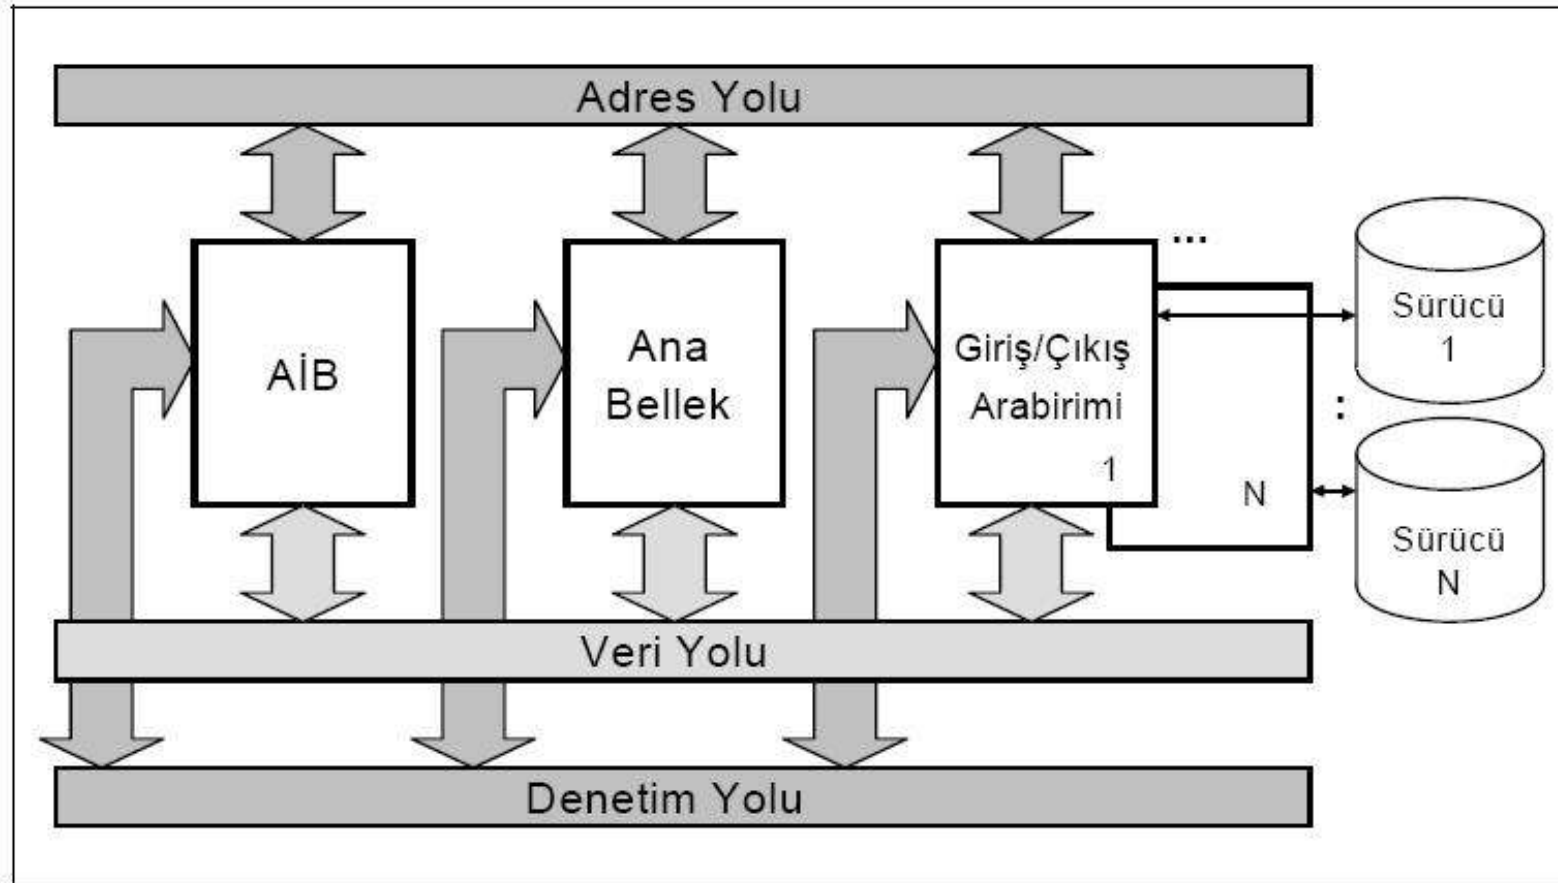 Adres Yolu
AİB
Ana
Bellek
Giriş/Çıkış
Arabirimi
1
N
...
Sürücü
1
:
Sürücü
N
Veri Yolu
Denetim Yolu